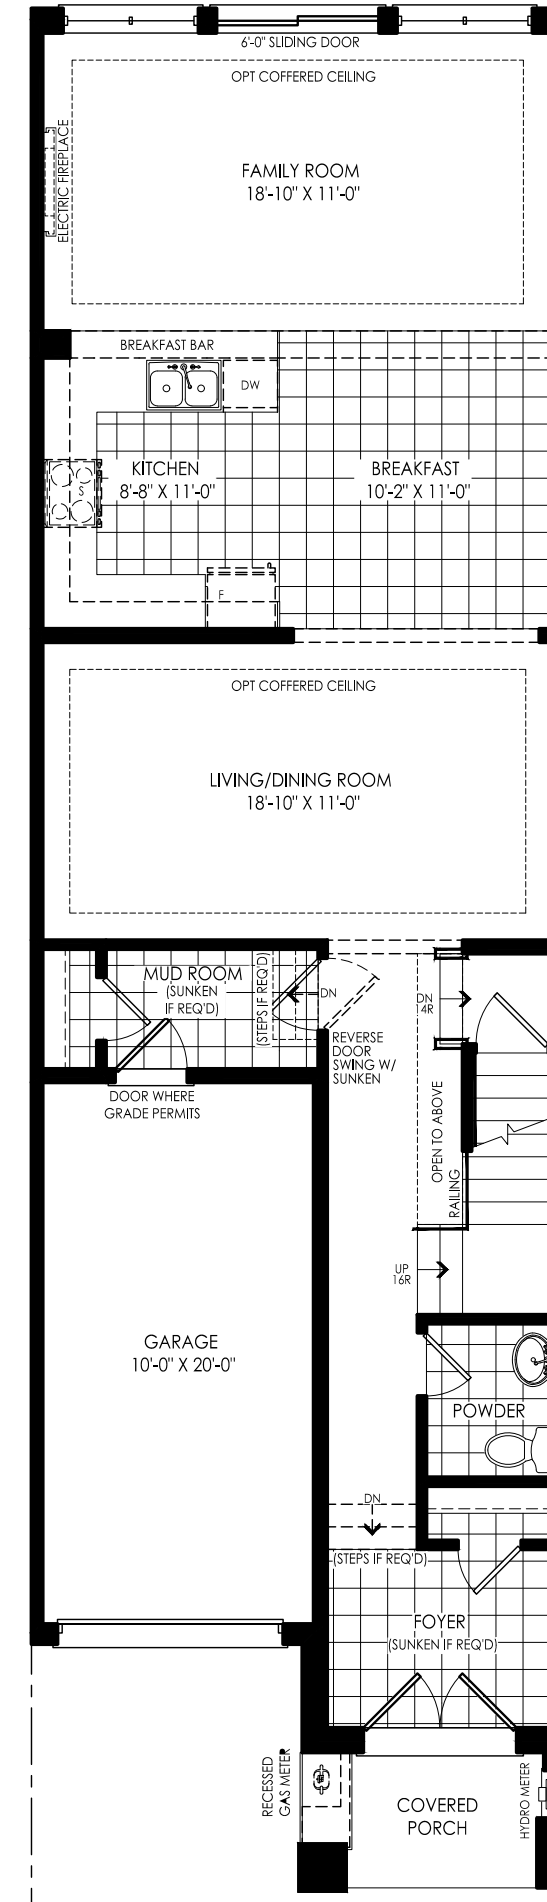 6'-0" SLIDING DOOR
OPT COFFERED CEILING
ELECTRIC FIREPLACE
FAMILY ROOM
18'-10" X 11'-0"
BREAKFAST BAR
DW
KITCHEN
8'-8" X 11'-0"
S
BREAKFAST
10'-2" X 11'-0"
F
OPT COFFERED CEILING
LIVING/DINING ROOM
18'-10" X 11'-0"
MUD ROOM
(SUNKEN
IF REQ'D)
(STEPS IF REQ'D)
DN
DN
14R
REVERSE
DOOR
SWING W/
SUNKEN
DOOR WHERE
GRADE PERMITS
OPEN TO ABOVE
RAILING
UP
16R
GARAGE
10'-0" X 20'-0"
POWDER
DN
(STEPS IF REQ'D)
FOYER
(SUNKEN IF REQ'D)
RECESSED
GAS METER
COVERED
PORCH
HYDRO METER